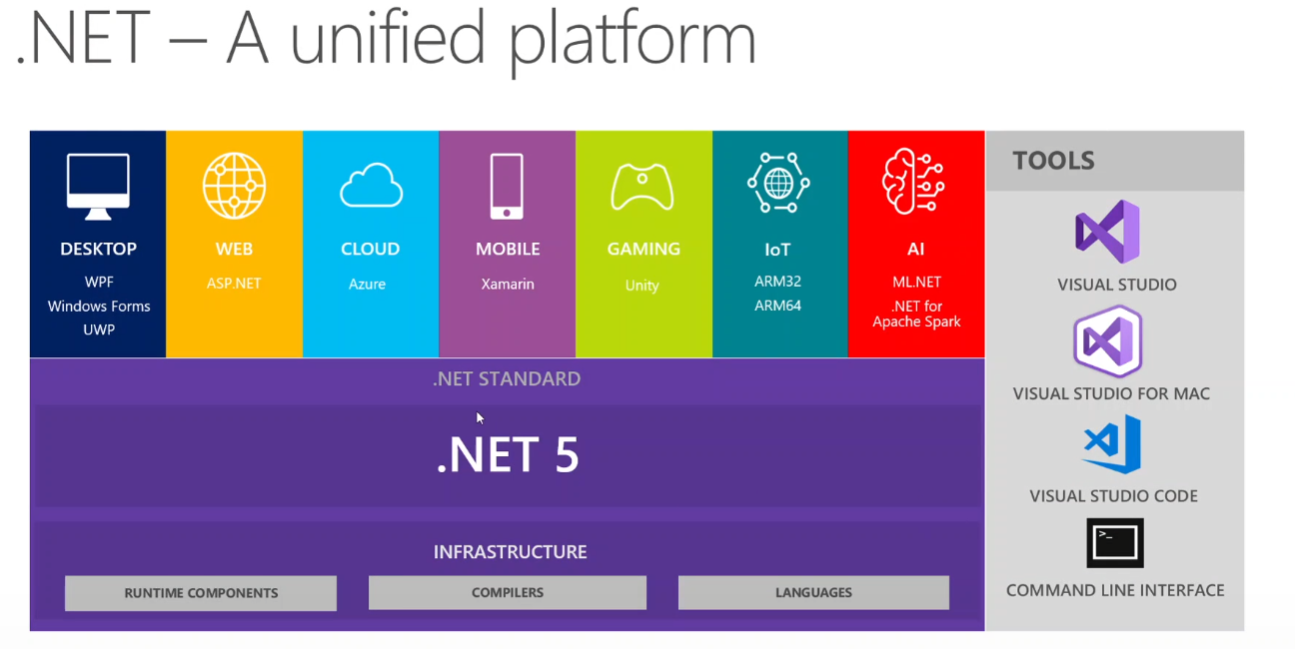 .NET – A unified platform
DESKTOP
WPF
Windows Forms
UWP
WEB
ASP.NET
CLOUD
Azure
MOBILE
Xamarin
GAMING
Unity
IoT
ARM32
ARM64
AI
ML.NET
.NET for
Apache Spark
.NET STANDARD
.NET 5
INFRASTRUCTURE
RUNTIME COMPONENTS
COMPILERS
LANGUAGES
TOOLS
VISUAL STUDIO
VISUAL STUDIO FOR MAC
VISUAL STUDIO CODE
>_
COMMAND LINE INTERFACE